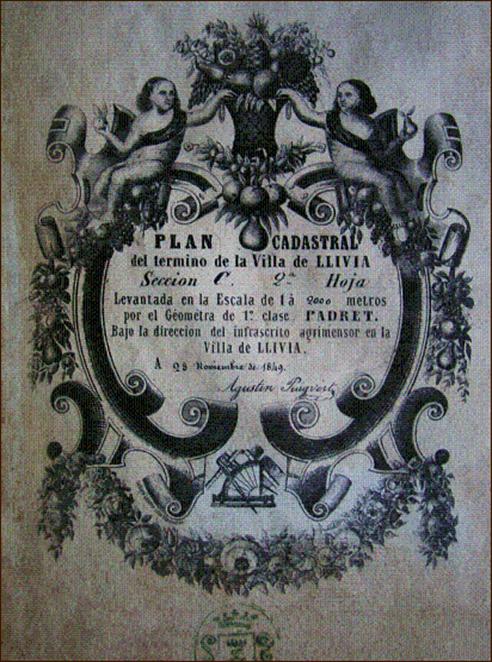 PLAN CADASTRAL
del termino de la Villa de LLIVIA
Seccion C. 2ª Hoja
Levantada en la Escala de 1 à 2000 metros
por el Géometra de 1ª clase PADRET.
Bajo la direccion del infrascrito agrimensor en la
Villa de LLIVIA.
A 28 Noviembre de 1849.
Agustin Puigvert